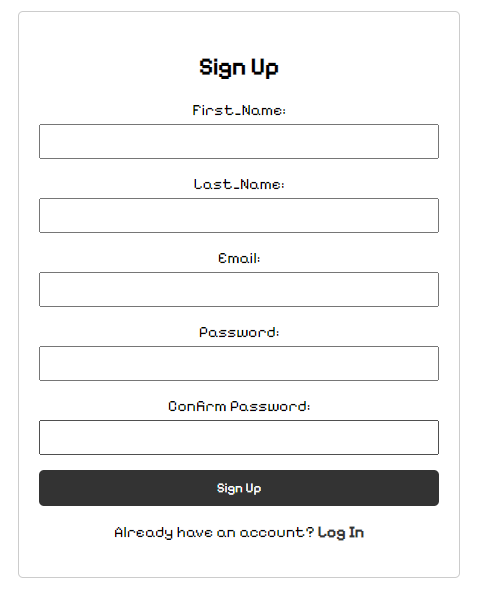 Sign Up
First_Name:
Last_Name:
Email:
Password:
Confirm Password:
Sign Up
Already have an account? Log In